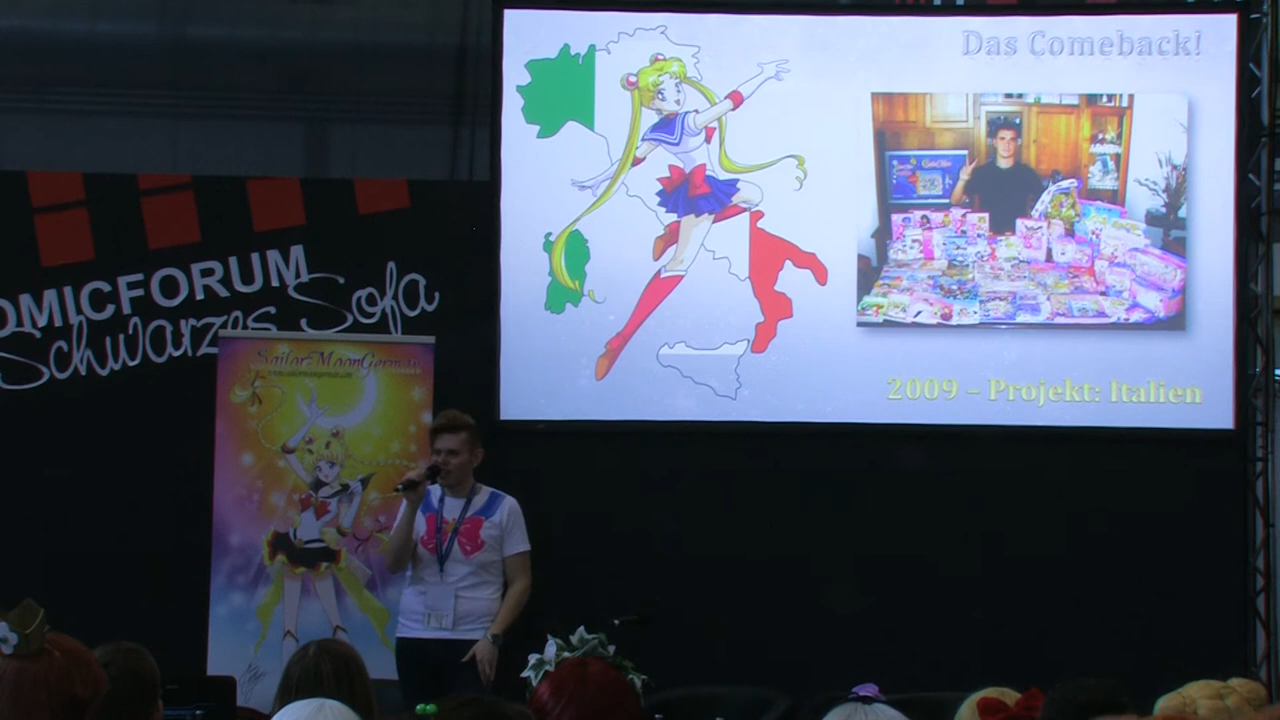 Das Comeback!
2009 – Projekt: Italien
OMICFORUM
Schwarzes Sofa
SailorMoonGerman